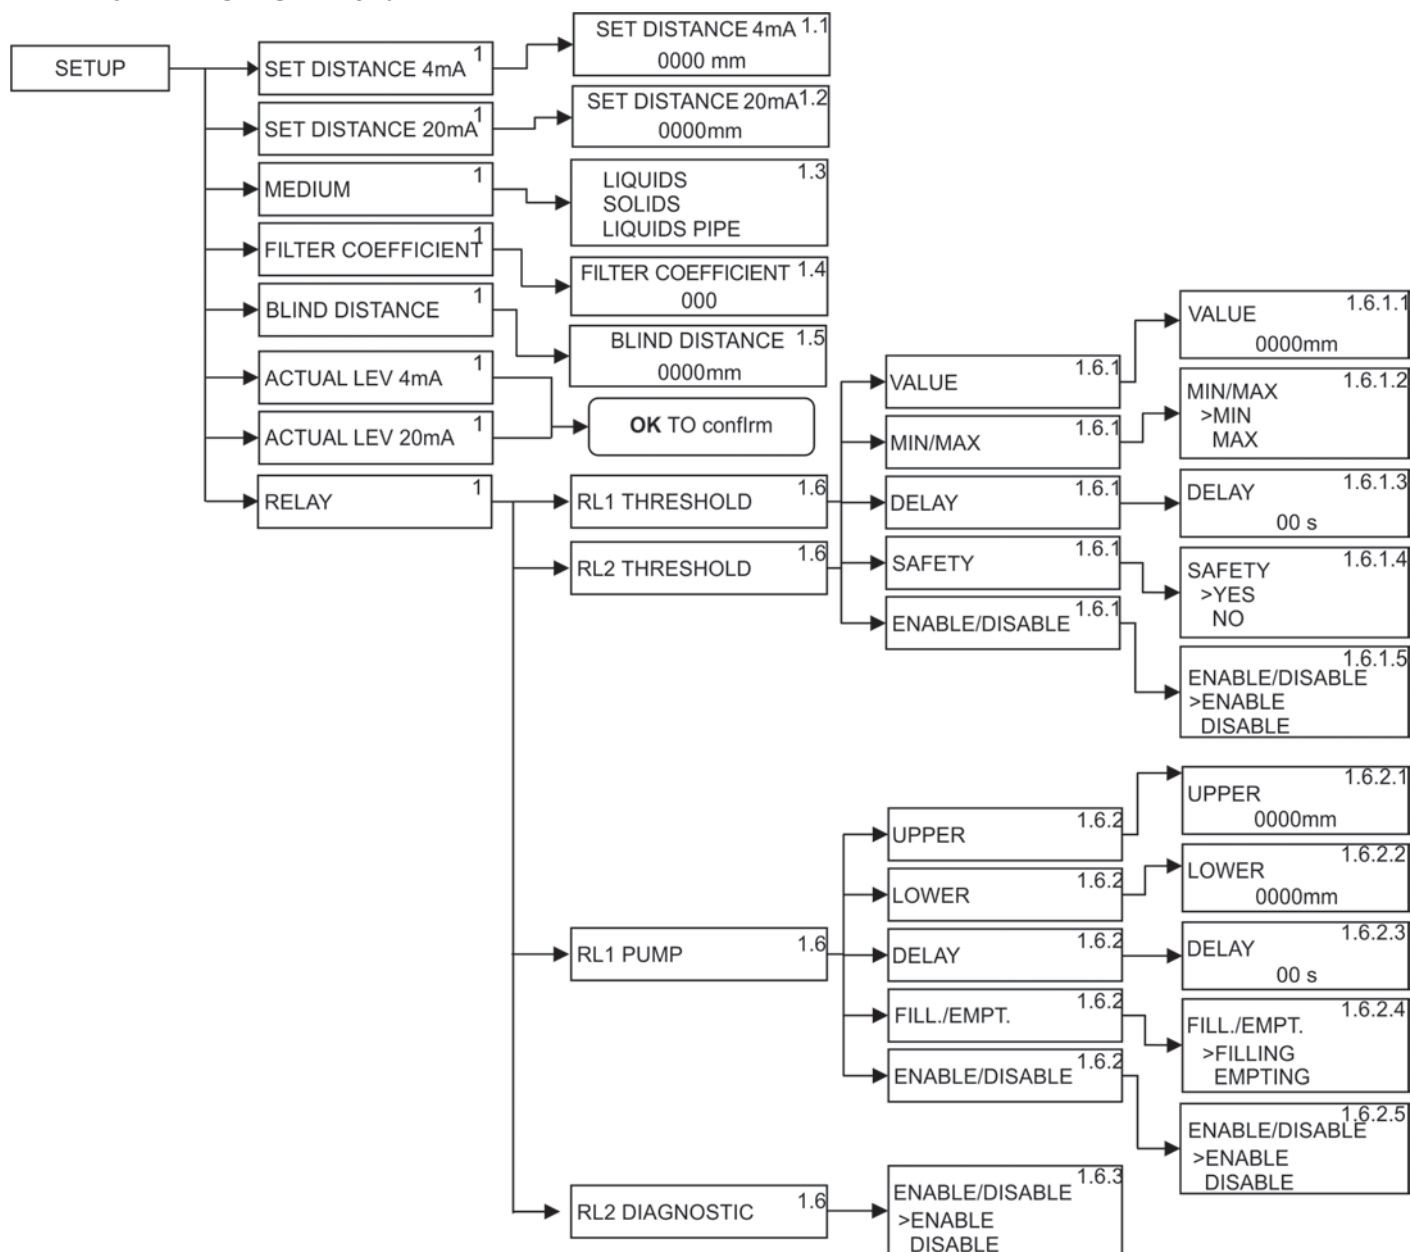 SETUP
SET DISTANCE 4mA 1
SET DISTANCE 4mA 1.1
0000 mm
SET DISTANCE 20mA 1
SET DISTANCE 20mA 1.2
0000mm
MEDIUM 1
LIQUIDS 1.3
SOLIDS
LIQUIDS PIPE
FILTER COEFFICIENT 1
FILTER COEFFICIENT 1.4
000
BLIND DISTANCE 1
BLIND DISTANCE 1.5
0000mm
ACTUAL LEV 4mA 1
ACTUAL LEV 20mA 1
OK TO confIrm
RELAY 1
RL1 THRESHOLD 1.6
RL2 THRESHOLD 1.6
VALUE 1.6.1
VALUE 1.6.1.1
0000mm
MIN/MAX 1.6.1
MIN/MAX 1.6.1.2
>MIN
MAX
DELAY 1.6.1
DELAY 1.6.1.3
00 s
SAFETY 1.6.1
SAFETY 1.6.1.4
>YES
NO
ENABLE/DISABLE 1.6.1
1.6.1.5
ENABLE/DISABLE
>ENABLE
DISABLE
RL1 PUMP 1.6
UPPER 1.6.2
UPPER 1.6.2.1
0000mm
LOWER 1.6.2
LOWER 1.6.2.2
0000mm
DELAY 1.6.2
DELAY 1.6.2.3
00 s
FILL./EMPT. 1.6.2
FILL./EMPT. 1.6.2.4
>FILLING
EMPTING
ENABLE/DISABLE 1.6.2
1.6.2.5
ENABLE/DISABLE
>ENABLE
DISABLE
RL2 DIAGNOSTIC 1.6
ENABLE/DISABLE 1.6.3
>ENABLE
DISABLE